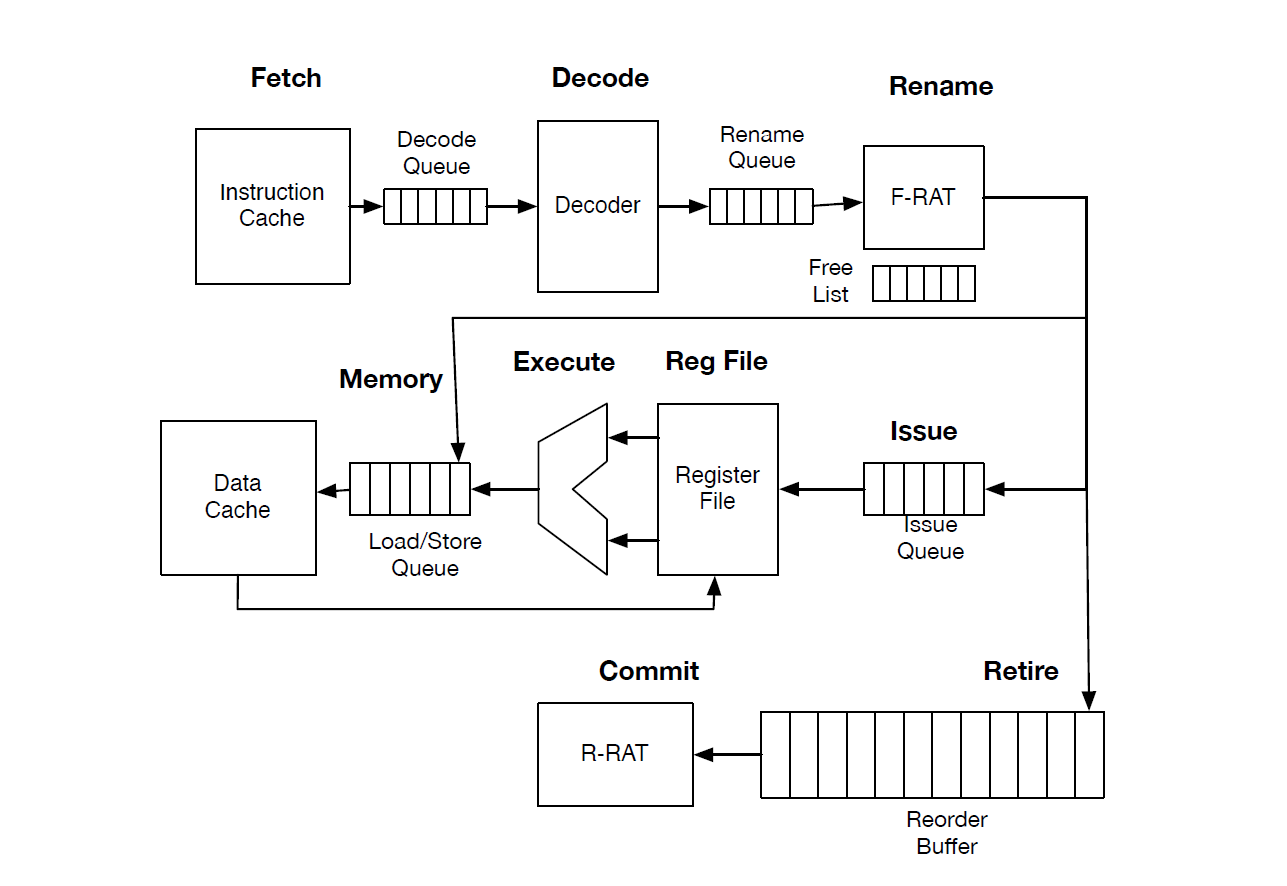 Fetch
Decode
Rename
Decode
Queue
Rename
Queue
Instruction
Cache
Decoder
F-RAT
Free
List
Memory
Execute
Reg File
Issue
Data
Cache
Register
File
Load/Store
Queue
Issue
Queue
Commit
Retire
R-RAT
Reorder
Buffer